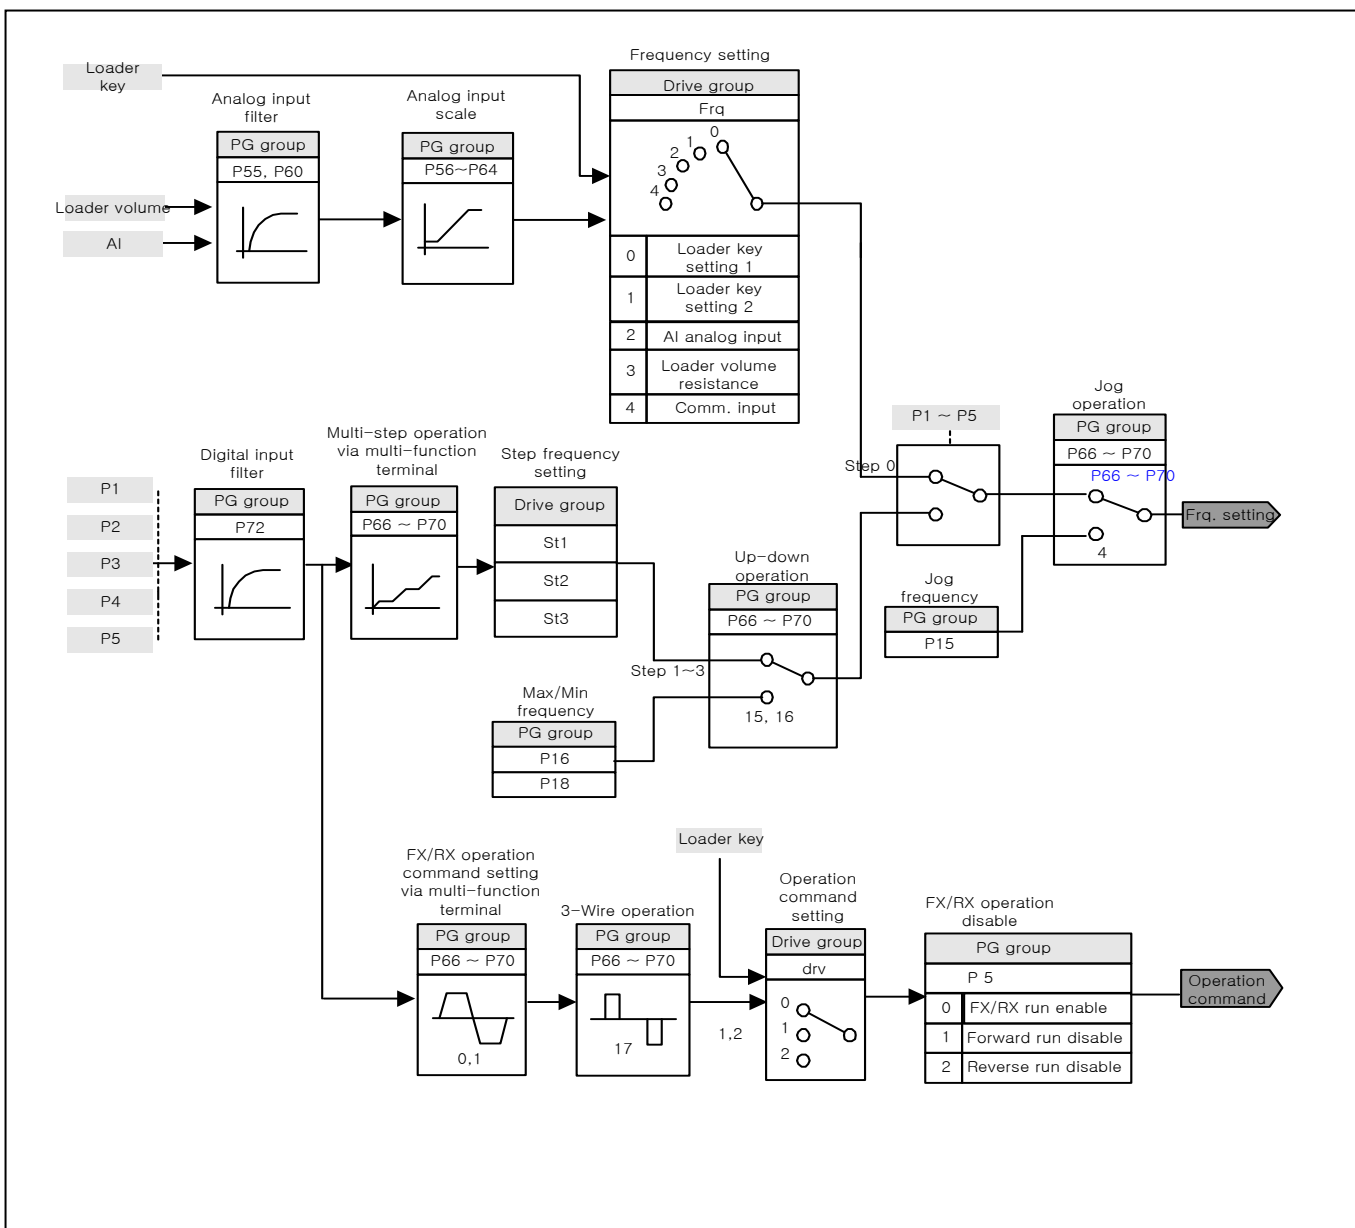 Frequency setting
Loader
key
Drive group
Frq
Analog input
filter
PG group
P55, P60
Analog input
scale
PG group
P56~P64
0
1
2
3
4
Loader volume
AI
0
Loader key
setting 1
1
Loader key
setting 2
2
AI analog input
3
Loader volume
resistance
4
Comm. input
P1 ~ P5
Step 0
Jog
operation
PG group
P66 ~ P70
P66 ~ P70
4
Frq. setting
Digital input
filter
PG group
P72
Multi-step operation
via multi-function
terminal
PG group
P66 ~ P70
Step frequency
setting
Drive group
St1
St2
St3
P1
P2
P3
P4
P5
Up-down
operation
PG group
P66 ~ P70
Step 1~3
15, 16
Jog
frequency
PG group
P15
Max/Min
frequency
PG group
P16
P18
Loader key
FX/RX operation
command setting
via multi-function
terminal
PG group
P66 ~ P70
0,1
3-Wire operation
PG group
P66 ~ P70
17
1,2
Operation
command
setting
Drive group
drv
0
1
2
FX/RX operation
disable
PG group
P 5
0
FX/RX run enable
1
Forward run disable
2
Reverse run disable
Operation
command